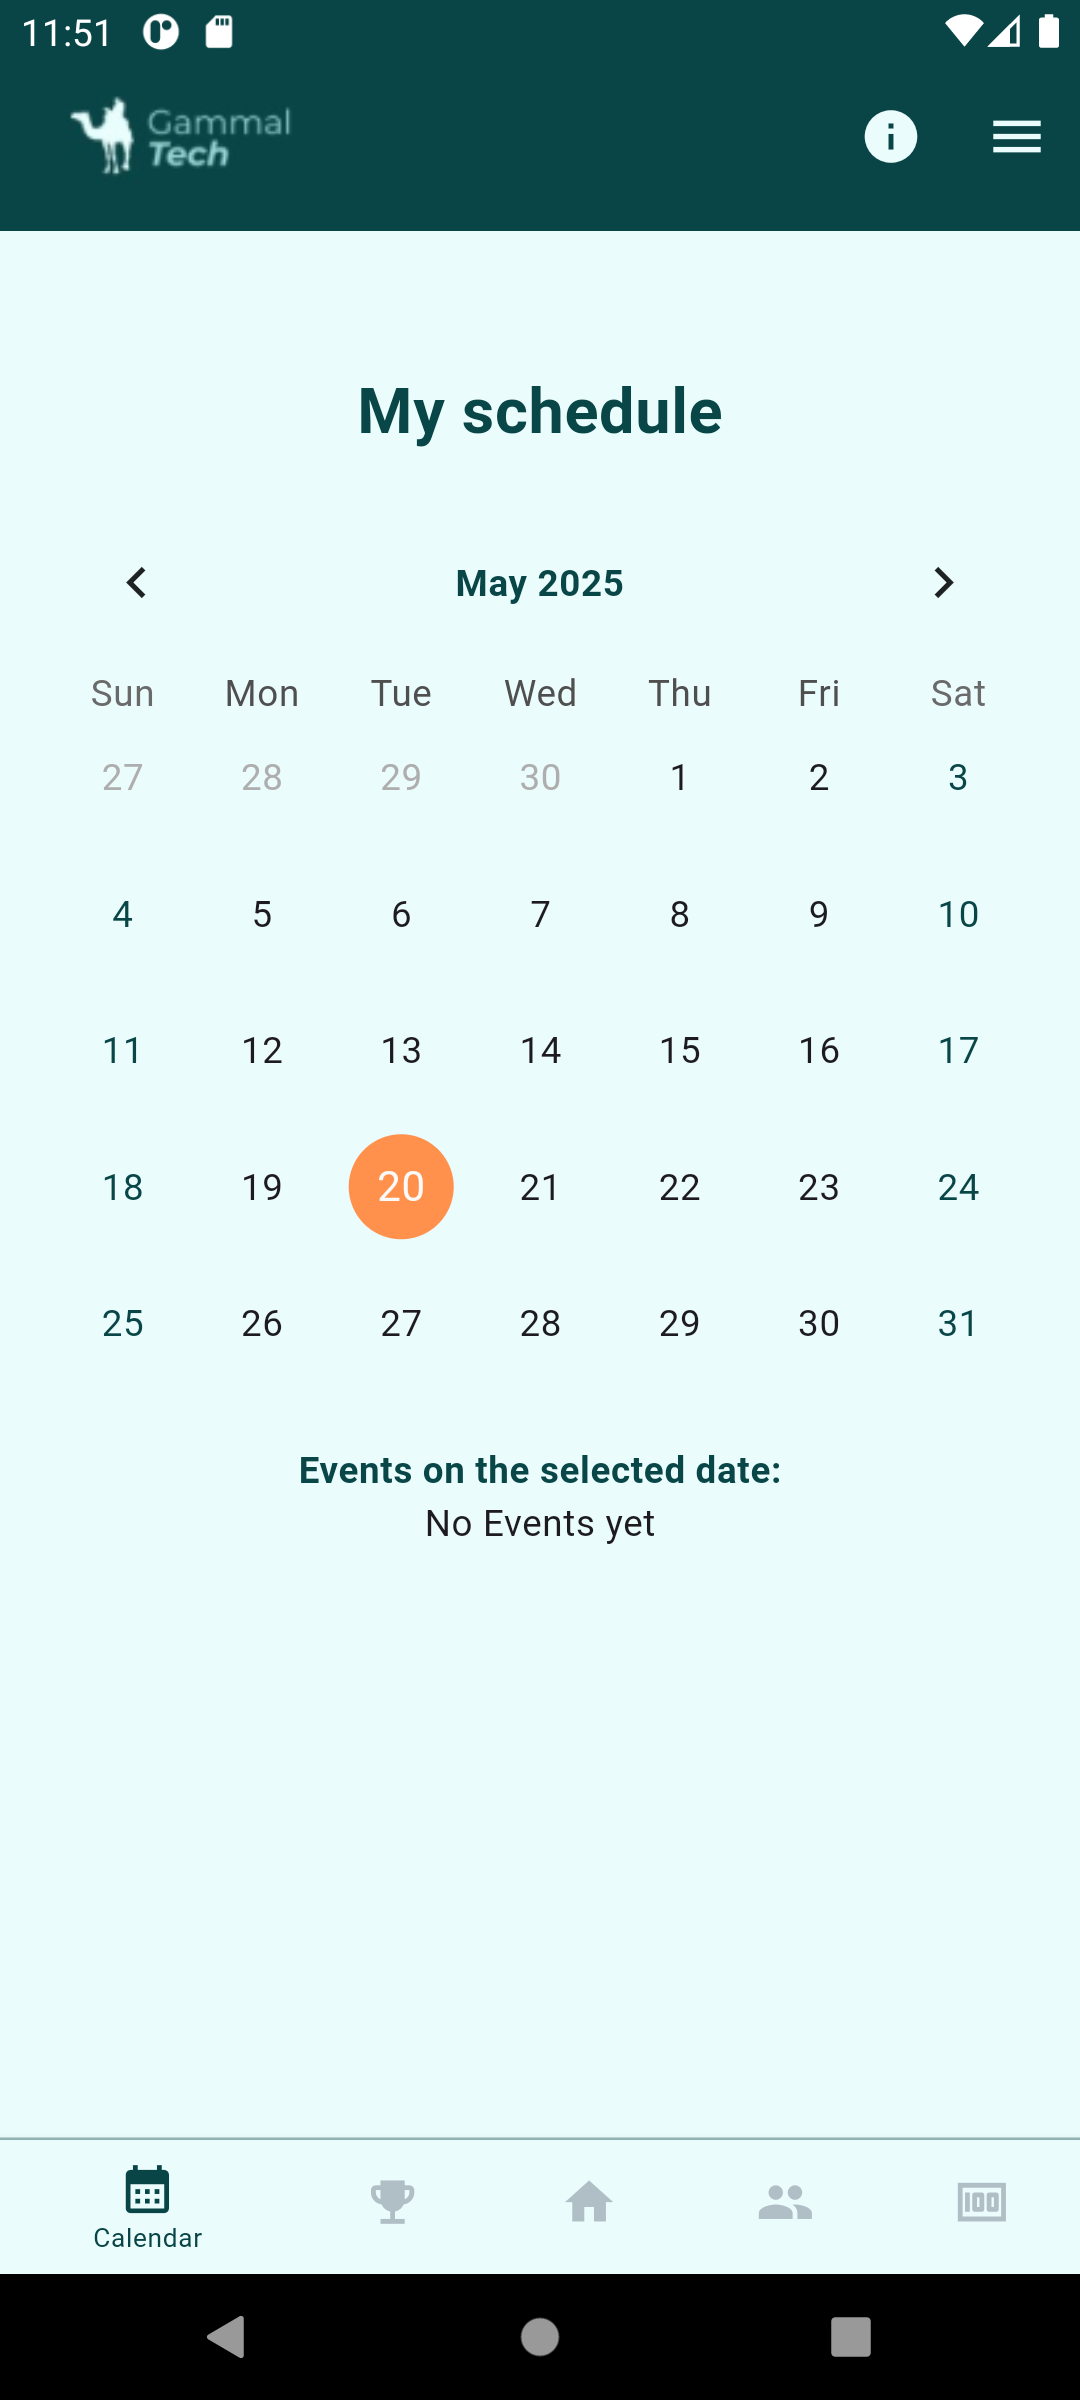 11:51
Gammal
Tech
My schedule
May 2025
Sun Mon Tue Wed Thu Fri Sat
27 28 29 30 1 2 3
4 5 6 7 8 9 10
11 12 13 14 15 16 17
18 19 20 21 22 23 24
25 26 27 28 29 30 31
Events on the selected date:
No Events yet
Calendar